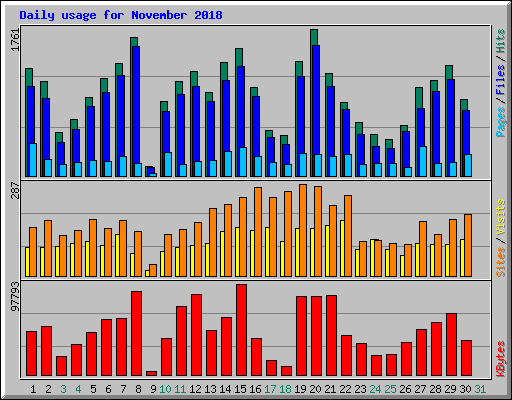 Daily usage for November 2018
1761
Pages / Files / Hits
287
Sites / Visits
97793
KBytes
1 2 3 4 5 6 7 8 9 10 11 12 13 14 15 16 17 18 19 20 21 22 23 24 25 26 27 28 29 30 31